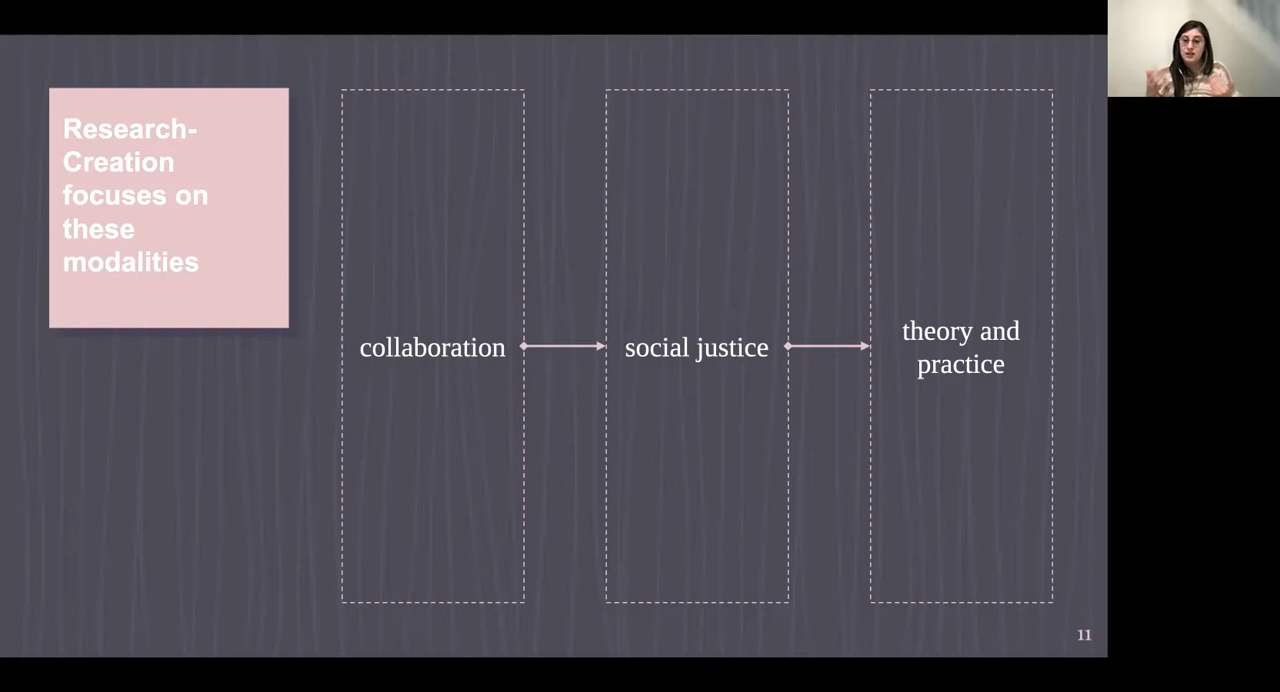 Research-
Creation
focuses on
these
modalities
collaboration
social justice
theory and
practice
11